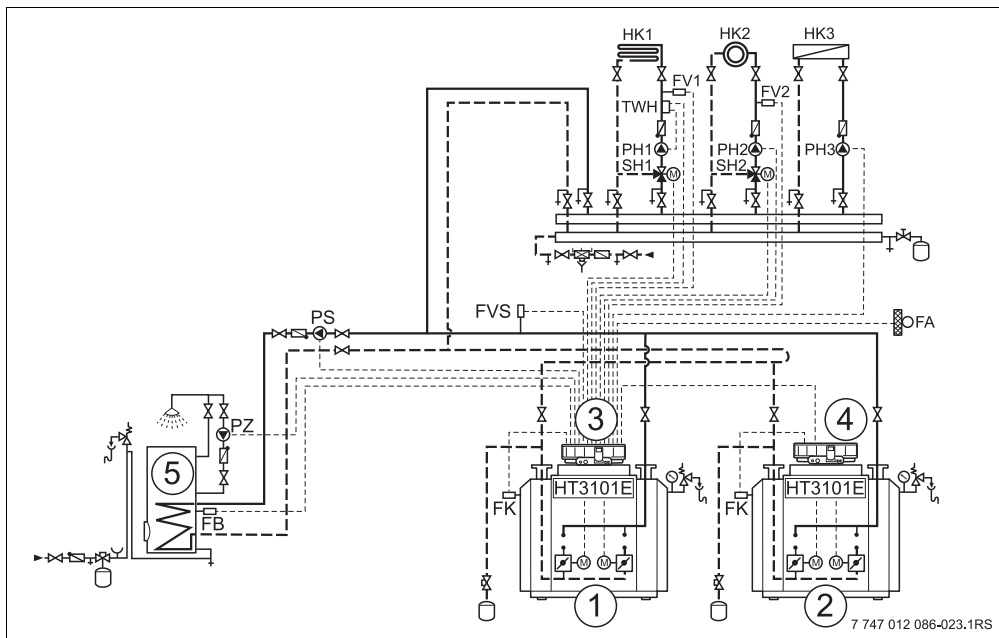 HK1 HK2 HK3
FV1 FV2
TWH
PH1 PH2 PH3
SH1 SH2
M M
PS FVS FA
3 4
PZ
5
HT3101E HT3101E
FB FK FK
M M M M
1 2
7 747 012 086-023.1RS